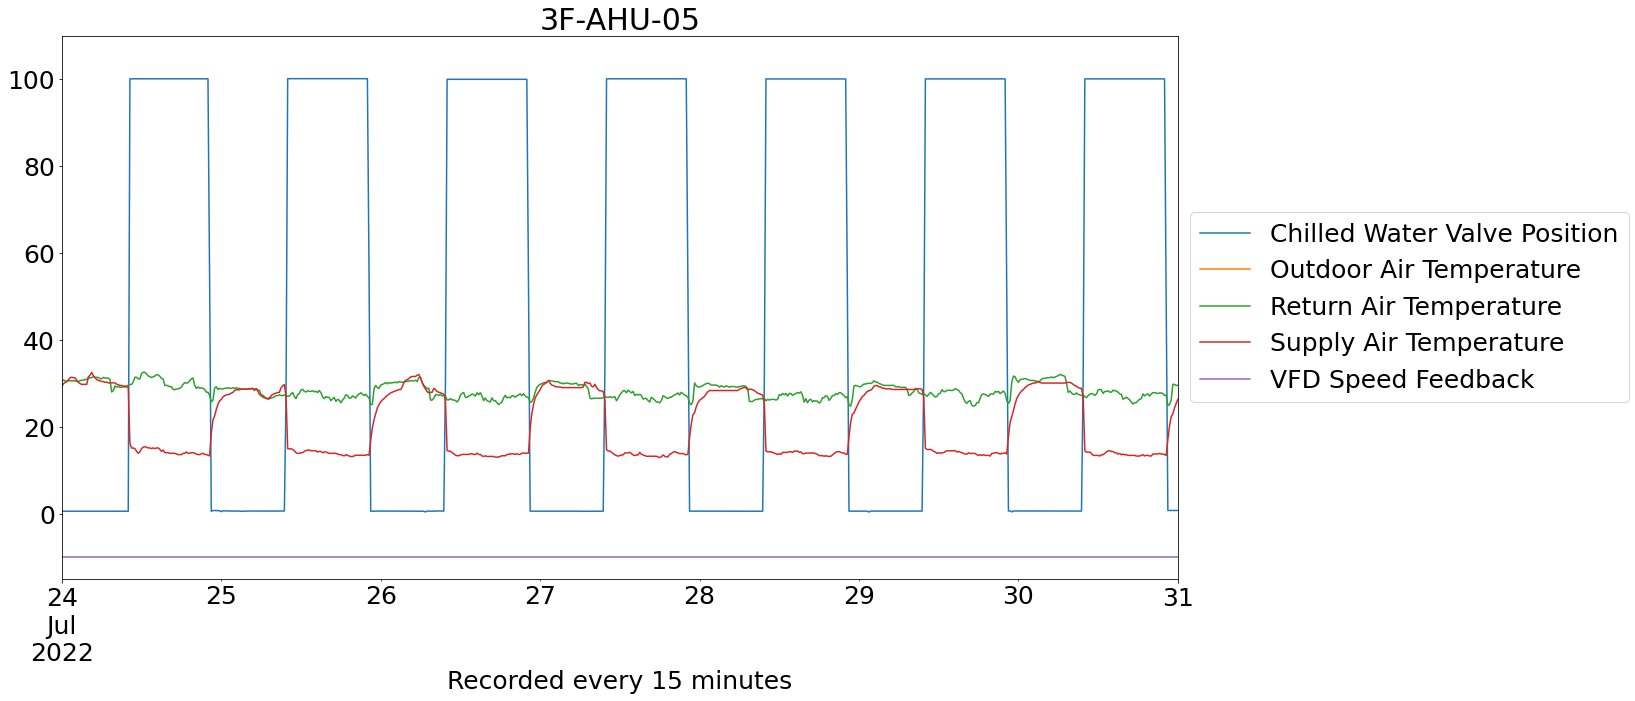 3F-AHU-05
100
80
60
40
20
0
24 25 26 27 28 29 30 31
Jul
2022
Recorded every 15 minutes
Chilled Water Valve Position
Outdoor Air Temperature
Return Air Temperature
Supply Air Temperature
VFD Speed Feedback